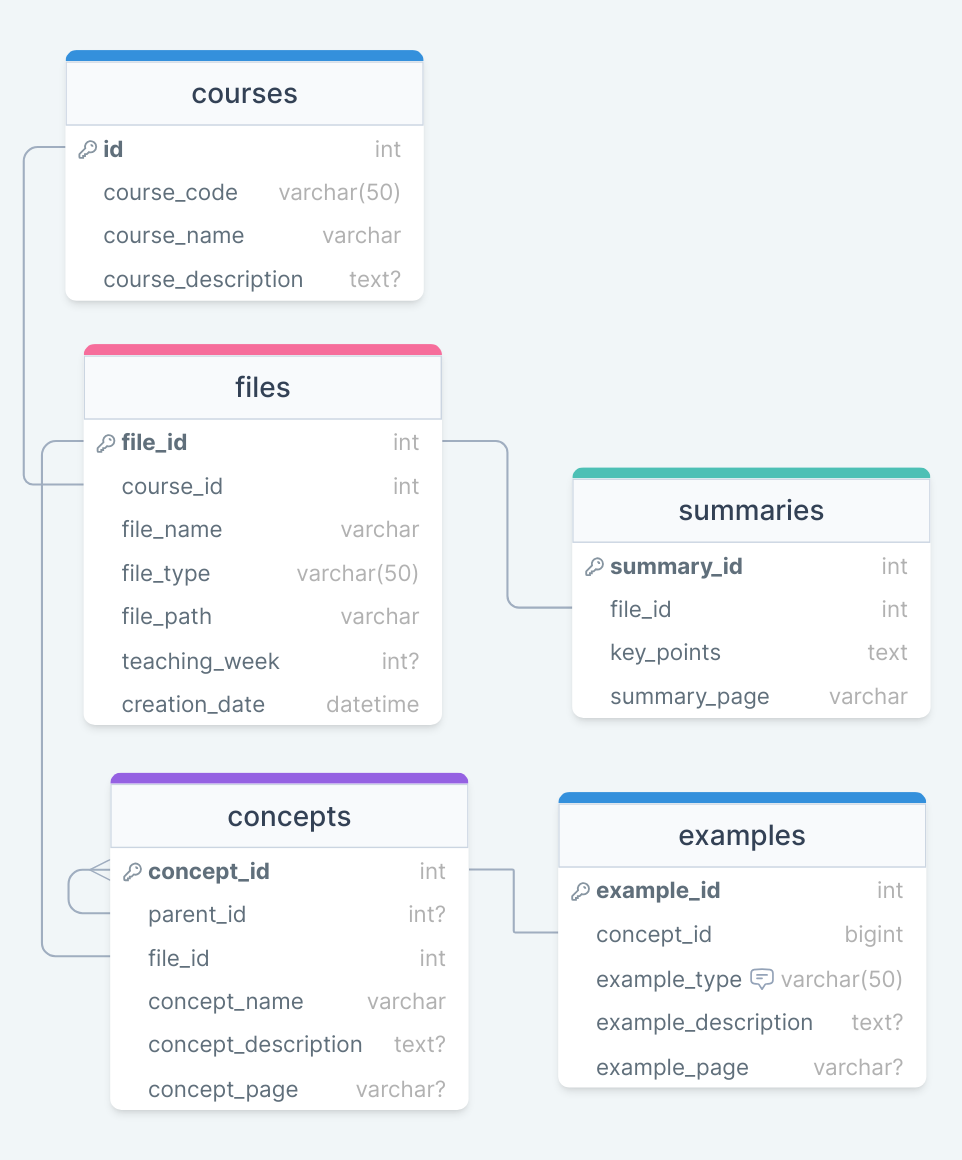 courses
id int
course_code varchar(50)
course_name varchar
course_description text?
files
file_id int
course_id int
file_name varchar
file_type varchar(50)
file_path varchar
teaching_week int?
creation_date datetime
summaries
summary_id int
file_id int
key_points text
summary_page varchar
concepts
concept_id int
parent_id int?
file_id int
concept_name varchar
concept_description text?
concept_page varchar?
examples
example_id int
concept_id bigint
example_type varchar(50)
example_description text?
example_page varchar?